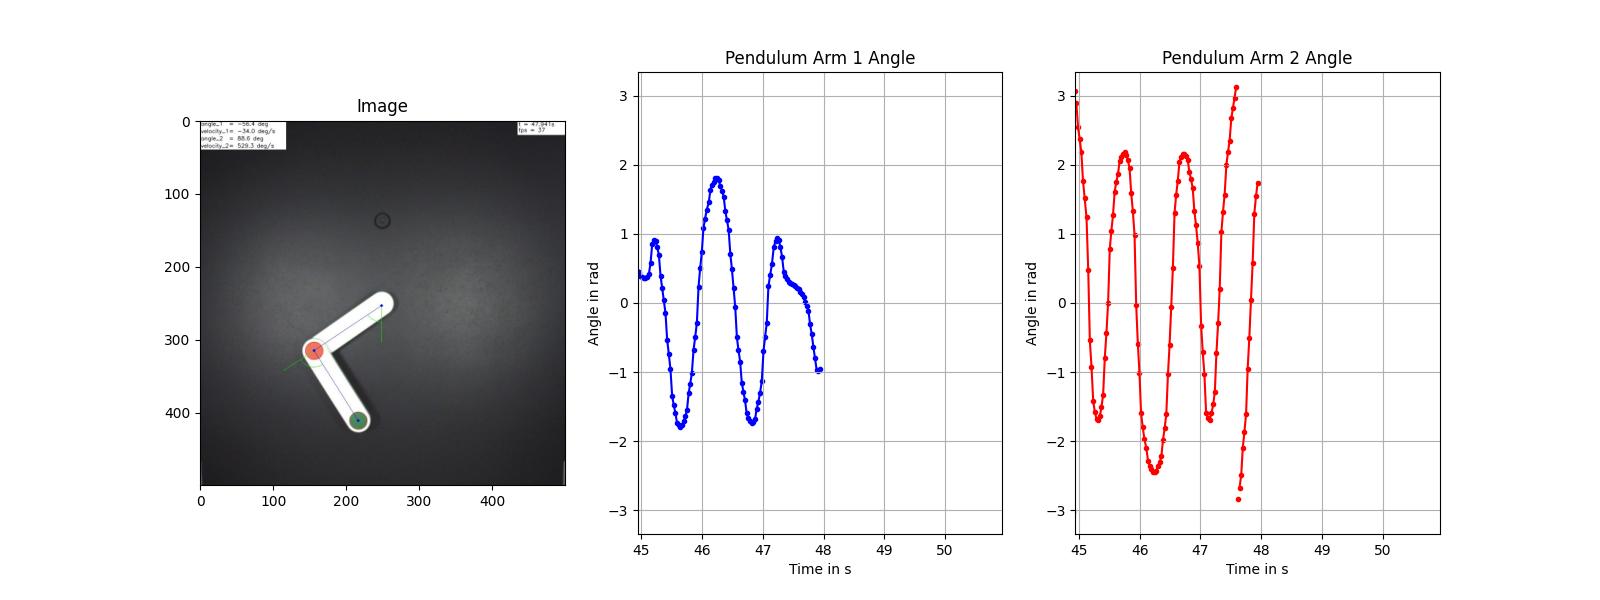 Image
Pendulum Arm 1 Angle
Pendulum Arm 2 Angle
angle_1 = -56.4 deg
velocity_1= -34.0 deg/s
angle_2 = 88.6 deg
velocity_2= 529.3 deg/s
t = 47.941s
fps = 37
0
100
200
300
400
0 100 200 300 400
Angle in rad
3
2
1
0
−1
−2
−3
45 46 47 48 49 50
Time in s
Angle in rad
3
2
1
0
−1
−2
−3
45 46 47 48 49 50
Time in s